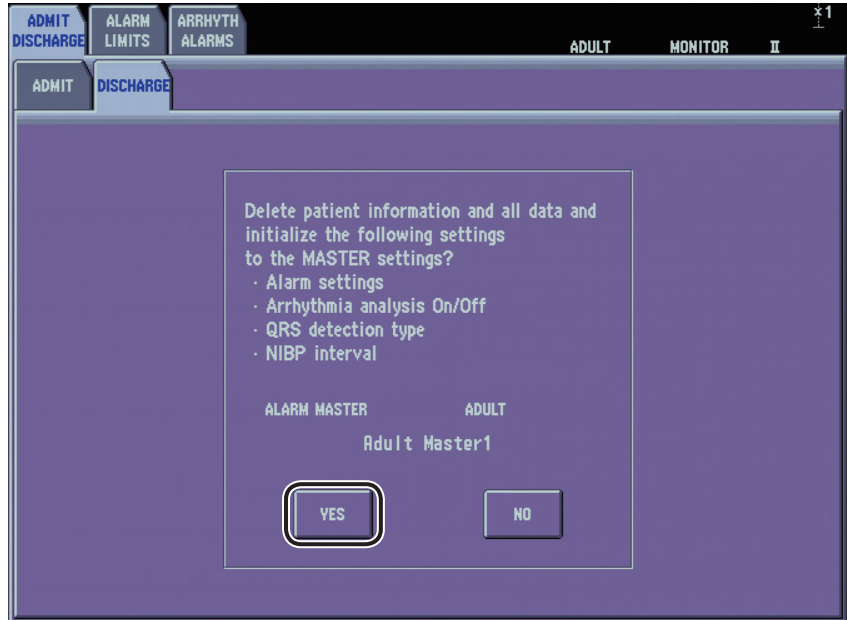 ADMIT DISCHARGE
ALARM LIMITS
ARRHYTH ALARMS
×1
ADULT MONITOR II
ADMIT DISCHARGE
Delete patient information and all data and
initialize the following settings
to the MASTER settings?
· Alarm settings
· Arrhythmia analysis On/Off
· QRS detection type
· NIBP interval
ALARM MASTER ADULT
Adult Master1
YES NO